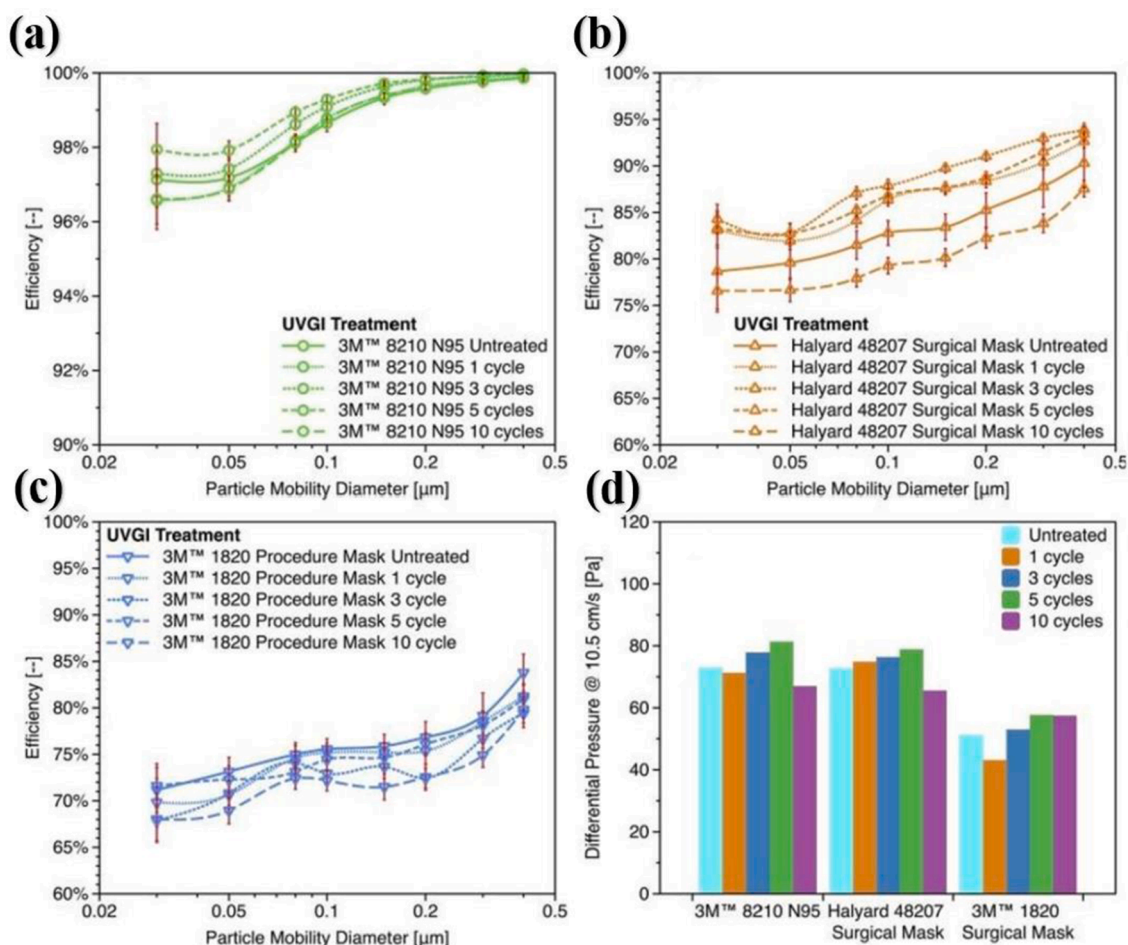 (a)
100%
98%
96%
94%
92%
90%
Efficiency [--]
UVGI Treatment
3M™ 8210 N95 Untreated
3M™ 8210 N95 1 cycle
3M™ 8210 N95 3 cycles
3M™ 8210 N95 5 cycles
3M™ 8210 N95 10 cycles
0.02 0.05 0.1 0.2 0.5
Particle Mobility Diameter [μm]
(b)
100%
95%
90%
85%
80%
75%
70%
65%
60%
Efficiency [--]
UVGI Treatment
Halyard 48207 Surgical Mask Untreated
Halyard 48207 Surgical Mask 1 cycle
Halyard 48207 Surgical Mask 3 cycles
Halyard 48207 Surgical Mask 5 cycles
Halyard 48207 Surgical Mask 10 cycles
0.02 0.05 0.1 0.2 0.5
Particle Mobility Diameter [μm]
(c)
100%
95%
90%
85%
80%
75%
70%
65%
60%
Efficiency [--]
UVGI Treatment
3M™ 1820 Procedure Mask Untreated
3M™ 1820 Procedure Mask 1 cycle
3M™ 1820 Procedure Mask 3 cycle
3M™ 1820 Procedure Mask 5 cycle
3M™ 1820 Procedure Mask 10 cycle
0.02 0.05 0.1 0.2 0.5
Particle Mobility Diameter [μm]
(d)
120
100
80
60
40
20
0
Differential Pressure @ 10.5 cm/s [Pa]
Untreated
1 cycle
3 cycles
5 cycles
10 cycles
3M™ 8210 N95 Halyard 48207 3M™ 1820
Surgical Mask Surgical Mask